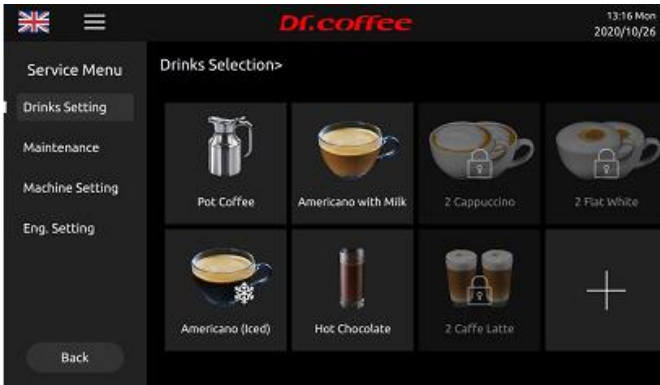 Dr.coffee
13:16 Mon
2020/10/26
Service Menu
Drinks Selection>
Drinks Setting
Maintenance
Machine Setting
Eng. Setting
Back
Pot Coffee
Americano with Milk
2 Cappuccino
2 Flat White
Americano (Iced)
Hot Chocolate
2 Caffe Latte